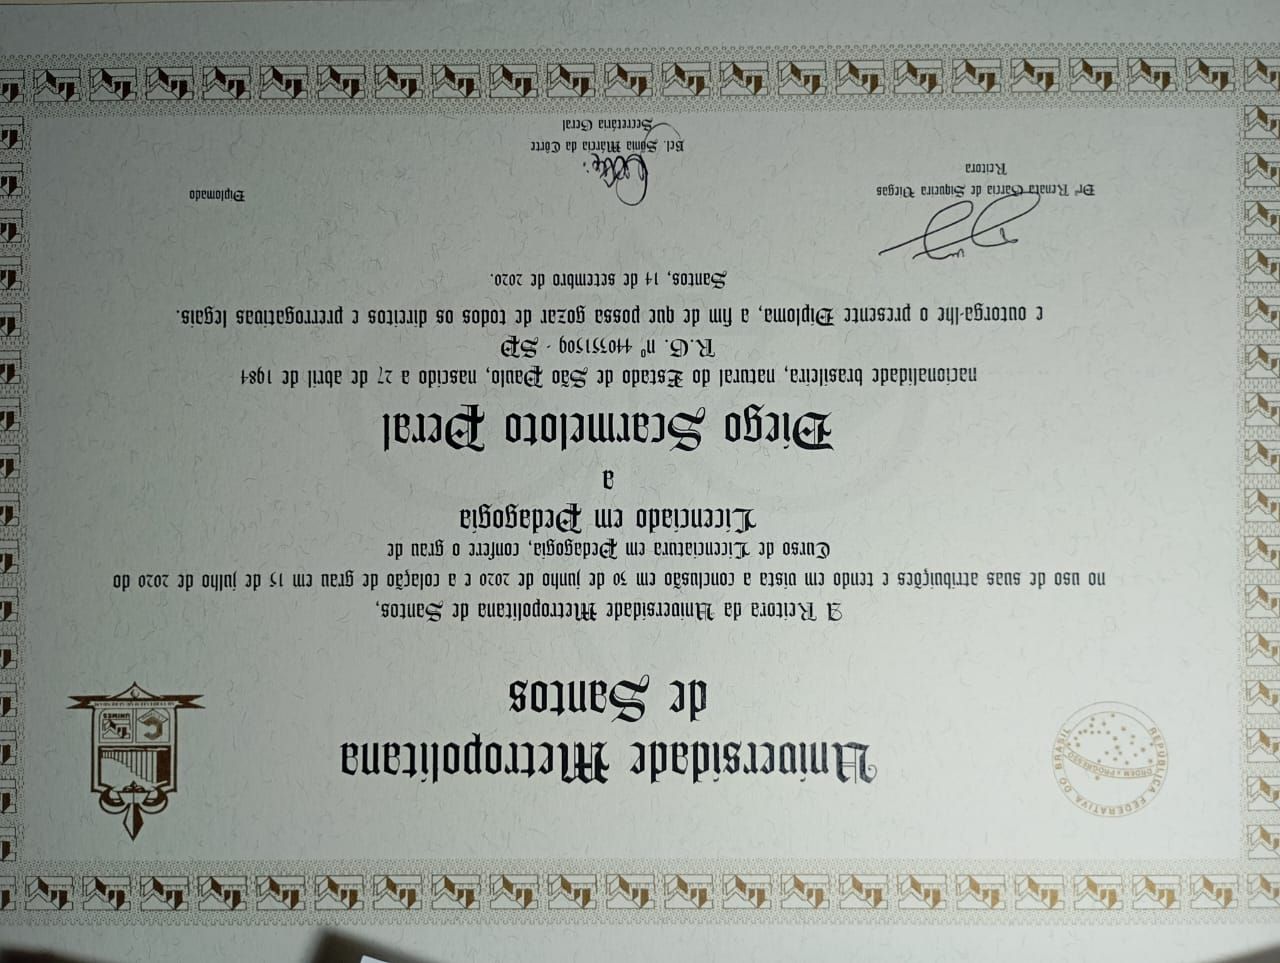 REPÚBLICA FEDERATIVA DO BRASIL
ORDEM E PROGRESSO
Universidade Metropolitana
de Santos
UNIMES
A Reitora da Universidade Metropolitana de Santos,
no uso de suas atribuições e tendo em vista a conclusão em 30 de junho de 2020 e a colação de grau em 15 de julho de 2020 do
Curso de Licenciatura em Pedagogia, confere o grau de
Licenciado em Pedagogia
a
Diego Scarmeloto Peral
nacionalidade brasileira, natural do Estado de São Paulo, nascido a 27 de abril de 1984
R.G. nº 440551509 - SP
e outorga-lhe o presente Diploma, a fim de que possa gozar de todos os direitos e prerrogativas legais.
Santos, 14 de setembro de 2020.
Drª Renata Garcia de Siqueira Viegas
Reitora
Bel. Sônia Márcia da Côrte
Secretária Geral
Diplomado